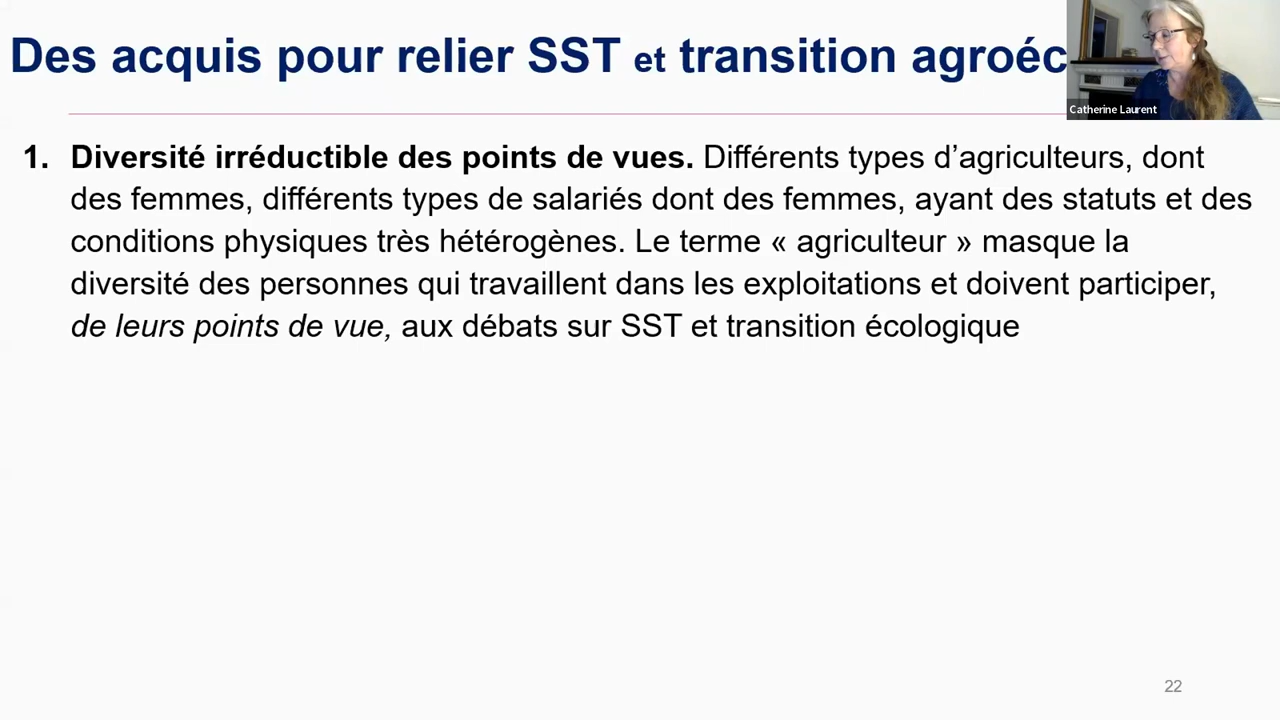 Des acquis pour relier SST et transition agroéc
Catherine Laurent
1. Diversité irréductible des points de vues. Différents types d’agriculteurs, dont
des femmes, différents types de salariés dont des femmes, ayant des statuts et des
conditions physiques très hétérogènes. Le terme « agriculteur » masque la
diversité des personnes qui travaillent dans les exploitations et doivent participer,
de leurs points de vue, aux débats sur SST et transition écologique
22